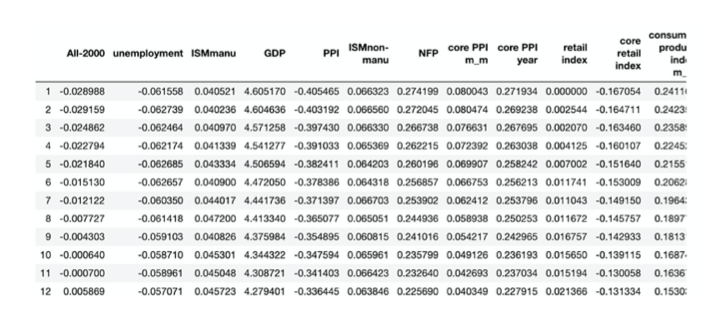 All-2000 unemployment ISMmanu GDP PPI ISMnon-manu NFP core PPI m_m core PPI year retail index core retail index consum produ ind m_
1 -0.028988 -0.061558 0.040521 4.605170 -0.405465 0.066323 0.274199 0.080043 0.271934 0.000000 -0.167054 0.2411
2 -0.029159 -0.062739 0.040236 4.604636 -0.403192 0.066560 0.272045 0.080474 0.269238 0.002544 -0.164711 0.2423
3 -0.024862 -0.062464 0.040970 4.571258 -0.397430 0.066330 0.266738 0.076631 0.267695 0.002070 -0.163460 0.2358
4 -0.022794 -0.062174 0.041339 4.541277 -0.391033 0.065369 0.262215 0.072392 0.263038 0.004125 -0.160107 0.2245
5 -0.021840 -0.062685 0.043334 4.506594 -0.382411 0.064203 0.260196 0.069907 0.258242 0.007002 -0.151640 0.2155
6 -0.015130 -0.062657 0.040900 4.472050 -0.378386 0.064318 0.256857 0.066753 0.256213 0.011741 -0.153009 0.2062
7 -0.012122 -0.060350 0.044017 4.441736 -0.371397 0.066703 0.253902 0.062412 0.253796 0.011043 -0.149150 0.1964
8 -0.007727 -0.061418 0.047200 4.413340 -0.365077 0.065051 0.244936 0.058938 0.250253 0.011672 -0.145757 0.1897
9 -0.004303 -0.059103 0.040826 4.375984 -0.354895 0.060815 0.241016 0.054217 0.242965 0.016757 -0.142933 0.1813
10 -0.000640 -0.058710 0.045301 4.344322 -0.347594 0.065961 0.235799 0.049126 0.236193 0.015650 -0.139115 0.1687
11 -0.000700 -0.058961 0.045048 4.308721 -0.341403 0.066423 0.232640 0.042693 0.237034 0.015194 -0.130058 0.1636
12 0.005869 -0.057071 0.045723 4.279401 -0.336445 0.063846 0.225690 0.040349 0.227915 0.021366 -0.131334 0.1530